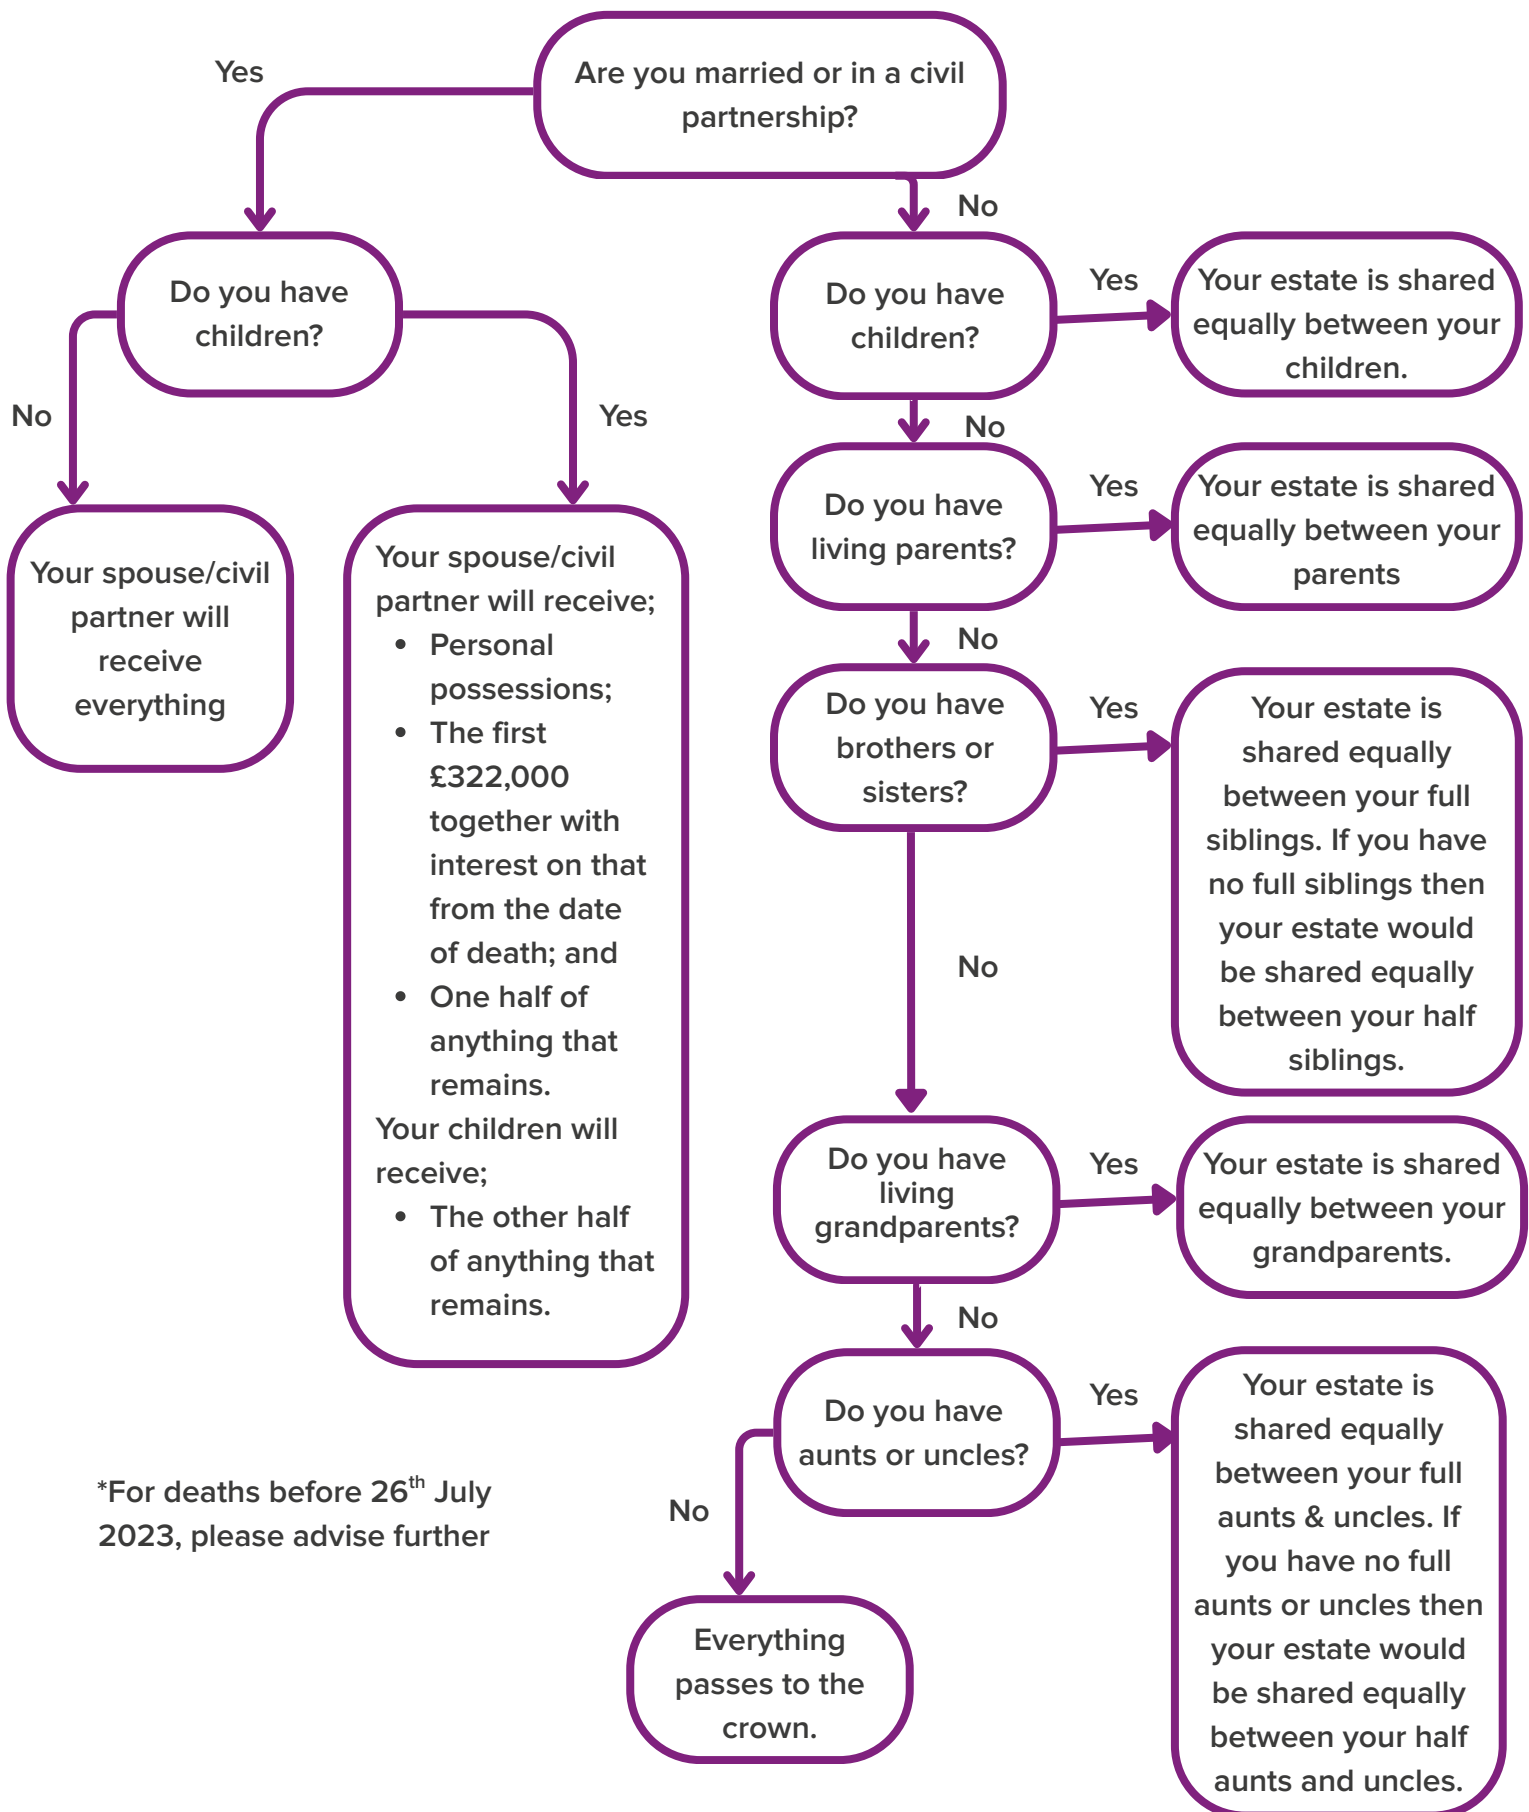 Are you married or in a civil
partnership?
Yes
No
Do you have
children?
No
Yes
Your spouse/civil
partner will
receive
everything
Your spouse/civil
partner will receive;
• Personal
possessions;
• The first
£322,000
together with
interest on that
from the date
of death; and
• One half of
anything that
remains.
Your children will
receive;
• The other half
of anything that
remains.
Do you have
children?
Yes
Your estate is shared
equally between your
children.
No
Do you have
living parents?
Yes
Your estate is shared
equally between your
parents
No
Do you have
brothers or
sisters?
Yes
Your estate is
shared equally
between your full
siblings. If you have
no full siblings then
your estate would
be shared equally
between your half
siblings.
No
Do you have
living
grandparents?
Yes
Your estate is shared
equally between your
grandparents.
No
Do you have
aunts or uncles?
Yes
Your estate is
shared equally
between your full
aunts & uncles. If
you have no full
aunts or uncles then
your estate would
be shared equally
between your half
aunts and uncles.
No
Everything
passes to the
crown.
*For deaths before 26th July
2023, please advise further